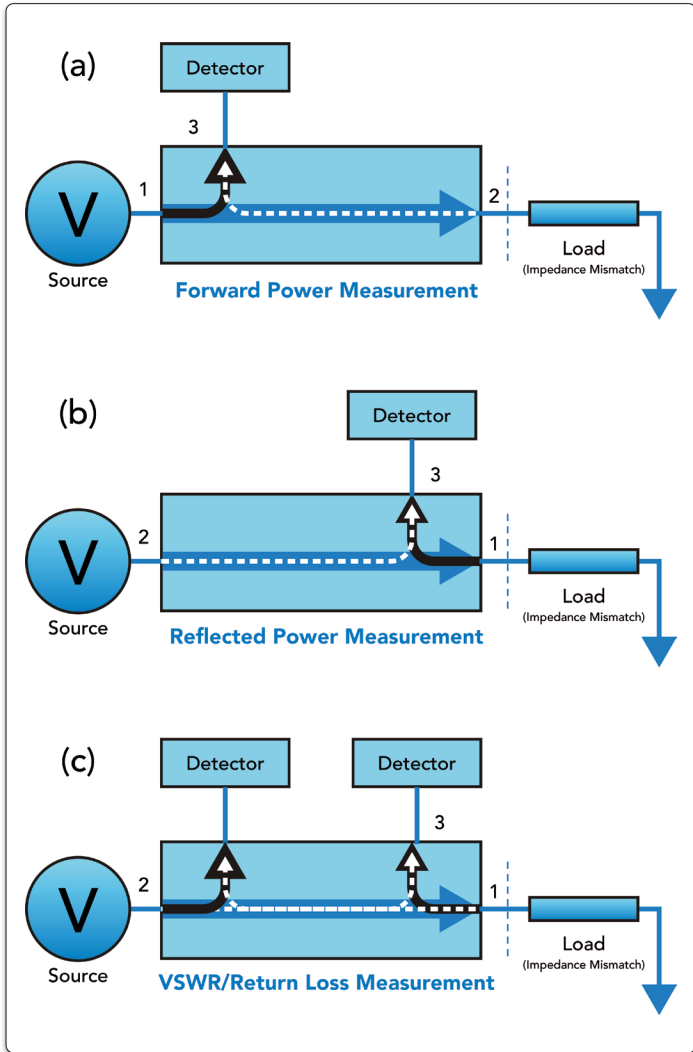 (a)
Detector
3
V
1
2
Source
Load
(Impedance Mismatch)
Forward Power Measurement
(b)
Detector
3
V
2
1
Source
Load
(Impedance Mismatch)
Reflected Power Measurement
(c)
Detector
Detector
3
V
2
1
Source
Load
(Impedance Mismatch)
VSWR/Return Loss Measurement